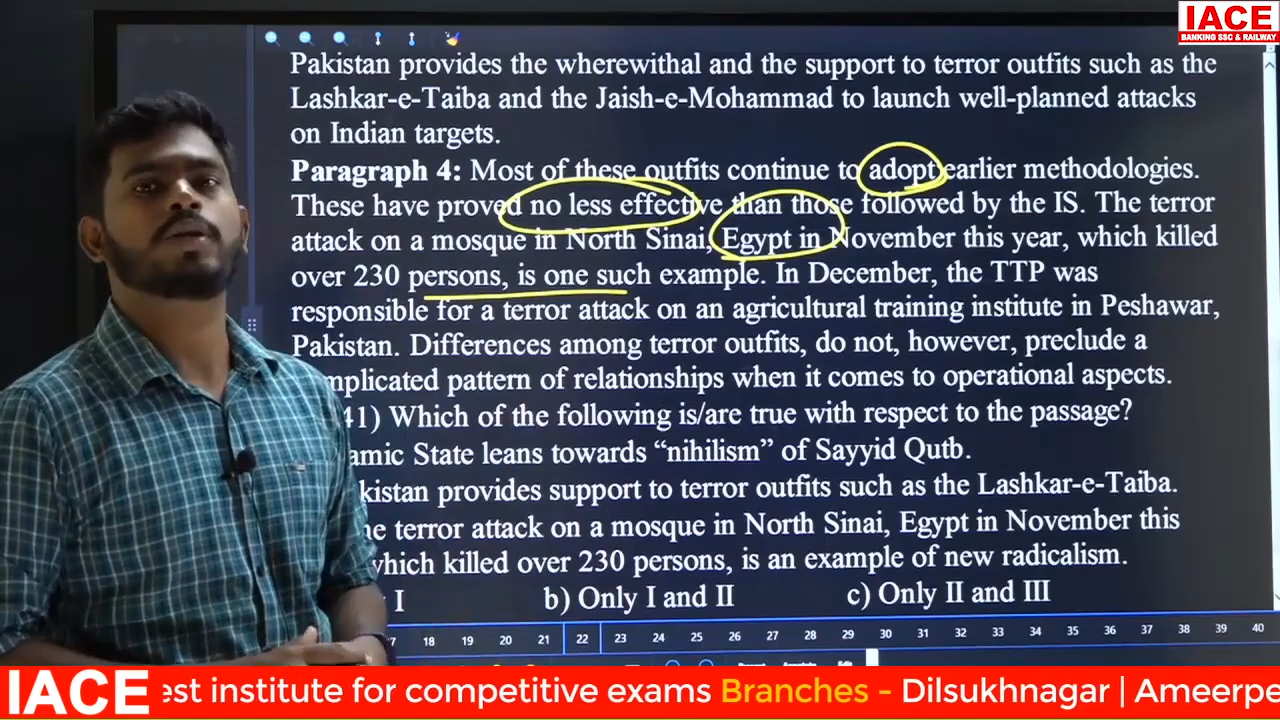 IACE
BANKING SSC & RAILWAY
Pakistan provides the wherewithal and the support to terror outfits such as the
Lashkar-e-Taiba and the Jaish-e-Mohammad to launch well-planned attacks
on Indian targets.
Paragraph 4: Most of these outfits continue to adopt earlier methodologies.
These have proved no less effective than those followed by the IS. The terror
attack on a mosque in North Sinai, Egypt in November this year, which killed
over 230 persons, is one such example. In December, the TTP was
responsible for a terror attack on an agricultural training institute in Peshawar,
Pakistan. Differences among terror outfits, do not, however, preclude a
mplicated pattern of relationships when it comes to operational aspects.
41) Which of the following is/are true with respect to the passage?
amic State leans towards “nihilism” of Sayyid Qutb.
kistan provides support to terror outfits such as the Lashkar-e-Taiba.
he terror attack on a mosque in North Sinai, Egypt in November this
which killed over 230 persons, is an example of new radicalism.
I b) Only I and II c) Only II and III
17 18 19 20 21 22 23 24 25 26 27 28 29 30 31 32 33 34 35 36 37 38 39 40
IACE est institute for competitive exams Branches - Dilsukhnagar | Ameerpe